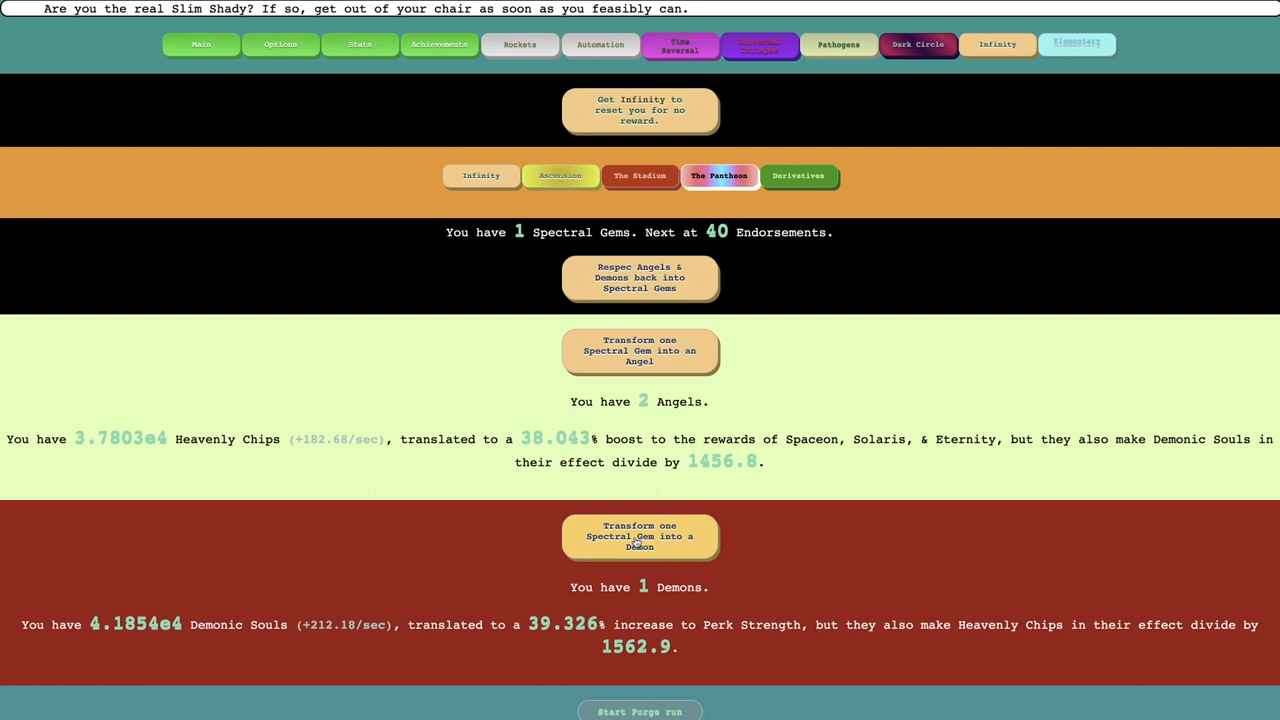 Are you the real Slim Shady? If so, get out of your chair as soon as you feasibly can.
Main
Options
Stats
Achievements
Rockets
Automation
Time
Reversal
Universal
Collapse
Pathogens
Dark Circle
Infinity
Elementary
Get Infinity to
reset you for no
reward.
Infinity
Ascension
The Stadium
The Pantheon
Derivatives
You have 1 Spectral Gems. Next at 40 Endorsements.
Respec Angels &
Demons back into
Spectral Gems
Transform one
Spectral Gem into an
Angel
You have 2 Angels.
You have 3.7803e4 Heavenly Chips (+182.68/sec), translated to a 38.043% boost to the rewards of Spaceon, Solaris, & Eternity, but they also make Demonic Souls in
their effect divide by 1456.8.
Transform one
Spectral Gem into a
Demon
You have 1 Demons.
You have 4.1854e4 Demonic Souls (+212.18/sec), translated to a 39.326% increase to Perk Strength, but they also make Heavenly Chips in their effect divide by
1562.9.
Start Purge run